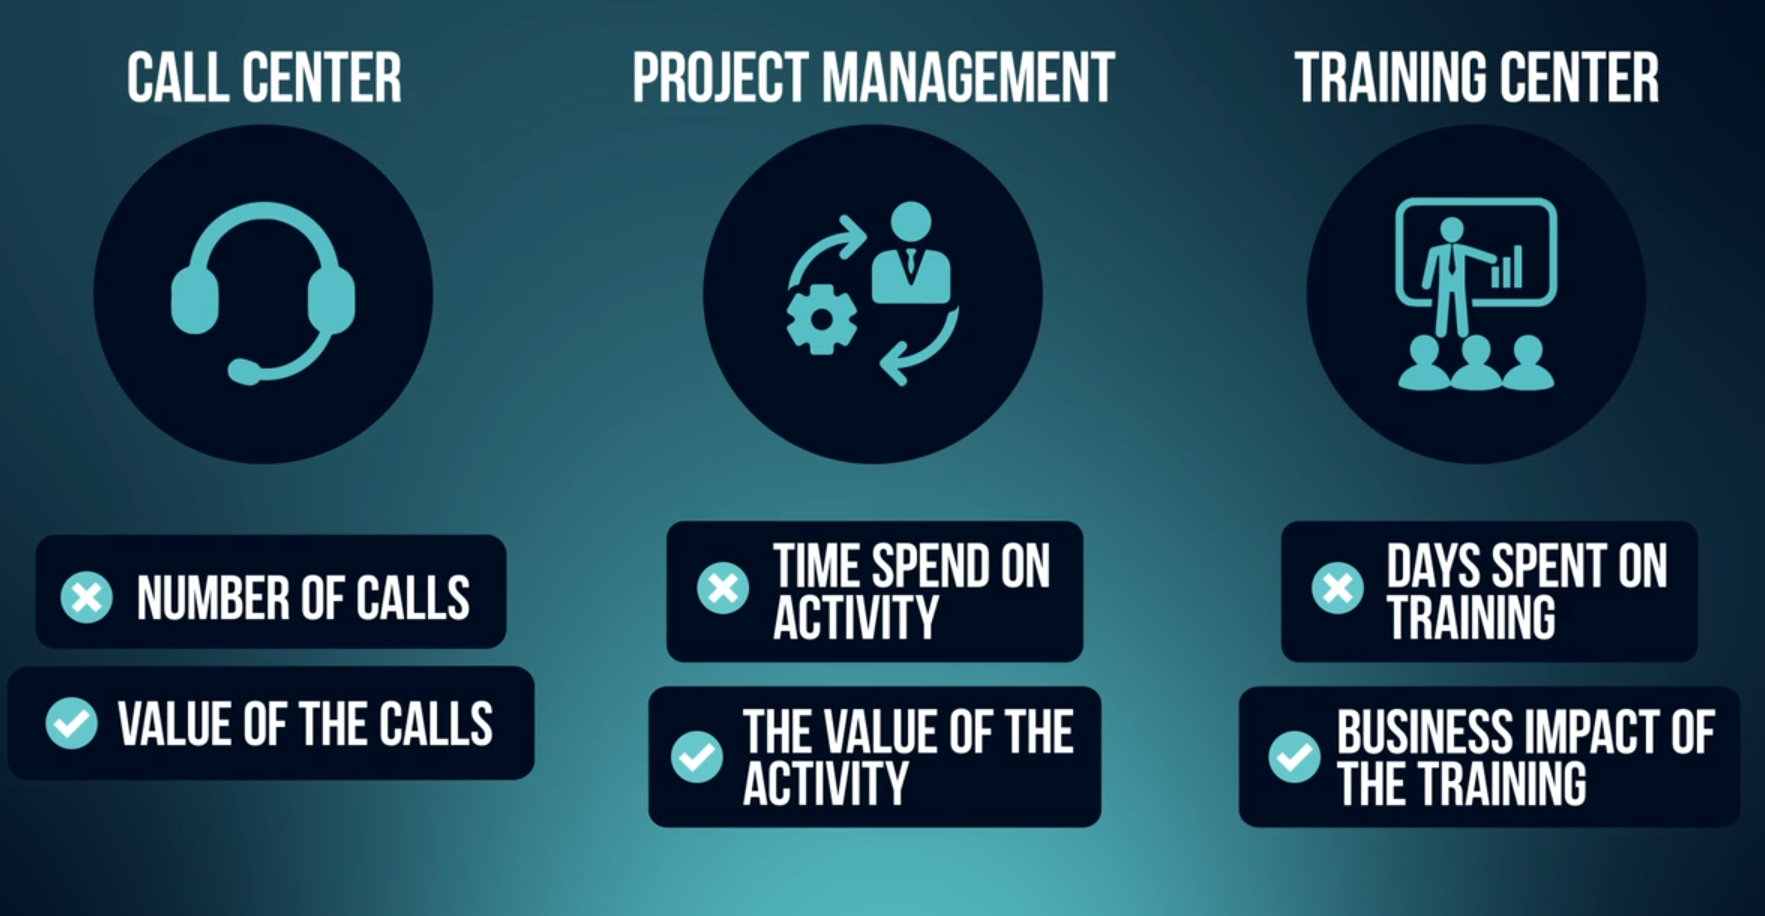 CALL CENTER
NUMBER OF CALLS
VALUE OF THE CALLS
PROJECT MANAGEMENT
TIME SPEND ON
ACTIVITY
THE VALUE OF THE
ACTIVITY
TRAINING CENTER
DAYS SPENT ON
TRAINING
BUSINESS IMPACT OF
THE TRAINING